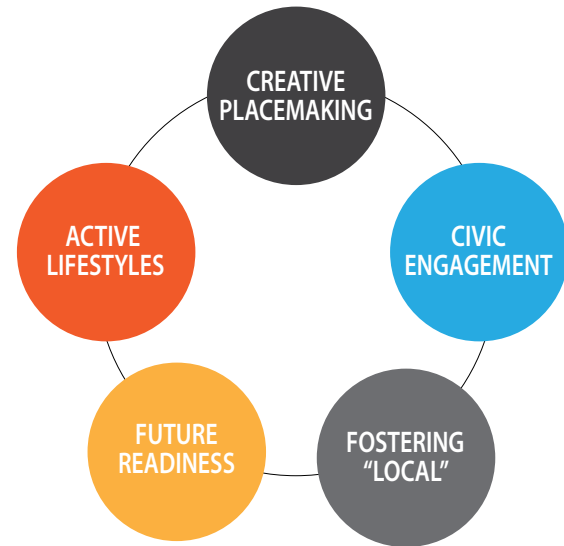 CREATIVE
PLACEMAKING
CIVIC
ENGAGEMENT
FOSTERING
“LOCAL”
FUTURE
READINESS
ACTIVE
LIFESTYLES